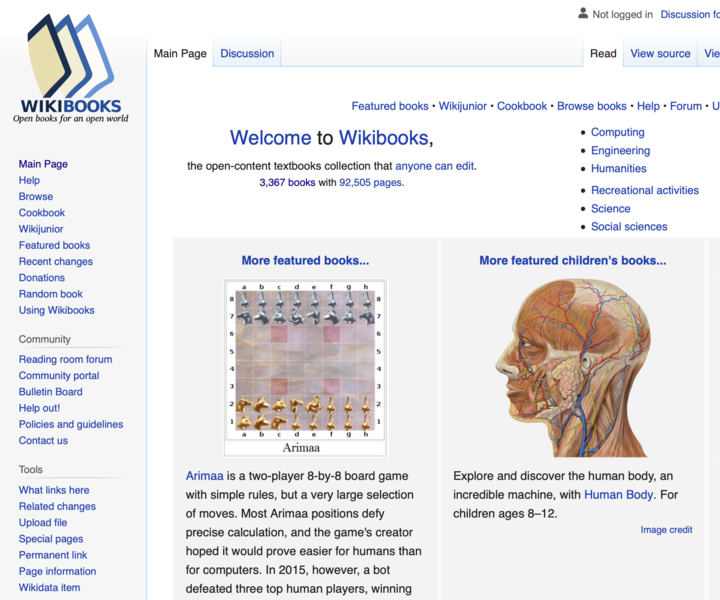 WIKIBOOKS
Open books for an open world
Main Page
Help
Browse
Cookbook
Wikijunior
Featured books
Recent changes
Donations
Random book
Using Wikibooks
Community
Reading room forum
Community portal
Bulletin Board
Help out!
Policies and guidelines
Contact us
Tools
What links here
Related changes
Upload file
Special pages
Permanent link
Page information
Wikidata item
Not logged in Discussion fo
Main Page Discussion
Read View source Vie
Featured books • Wikijunior • Cookbook • Browse books • Help • Forum • U
Welcome to Wikibooks,
the open-content textbooks collection that anyone can edit.
3,367 books with 92,505 pages.
• Computing
• Engineering
• Humanities
• Recreational activities
• Science
• Social sciences
More featured books...
a b c d e f g h
8 8
7 7
6 6
5 5
4 4
3 3
2 2
1 1
a b c d e f g h
Arimaa
Arimaa is a two-player 8-by-8 board game
with simple rules, but a very large selection
of moves. Most Arimaa positions defy
precise calculation, and the game's creator
hoped it would prove easier for humans than
for computers. In 2015, however, a bot
defeated three top human players, winning
More featured children's books...
Explore and discover the human body, an
incredible machine, with Human Body. For
children ages 8–12.
Image credit